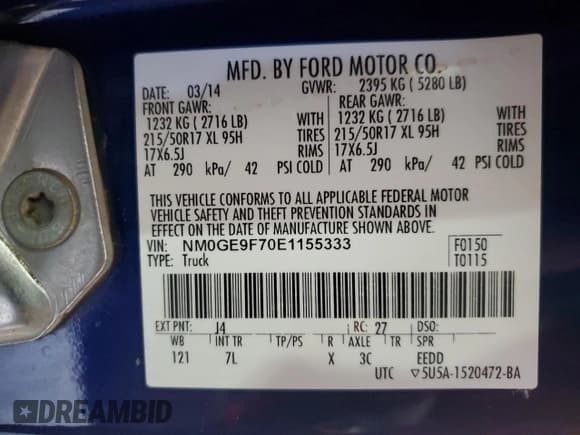 MFD. BY FORD MOTOR CO.
DATE: 03/14 GVWR: 2395 KG ( 5280 LB)
FRONT GAWR: REAR GAWR:
1232 KG ( 2716 LB) WITH 1232 KG ( 2716 LB) WITH
215/50R17 XL 95H TIRES 215/50R17 XL 95H TIRES
17X6.5J RIMS 17X6.5J RIMS
AT 290 kPa/ 42 PSI COLD AT 290 kPa/ 42 PSI COLD
THIS VEHICLE CONFORMS TO ALL APPLICABLE FEDERAL MOTOR
VEHICLE SAFETY AND THEFT PREVENTION STANDARDS IN
EFFECT ON THE DATE OF MANUFACTURE SHOWN ABOVE.
VIN: NM0GE9F70E1155333 F0150
TYPE: Truck T0115
EXT PNT: J4 RC: 27 DSO:
WB INT TR TP/PS R AXLE TR SPR
121 7L X 3C EEDD
UTC ▽5U5A-1520472-BA
DREAMBID